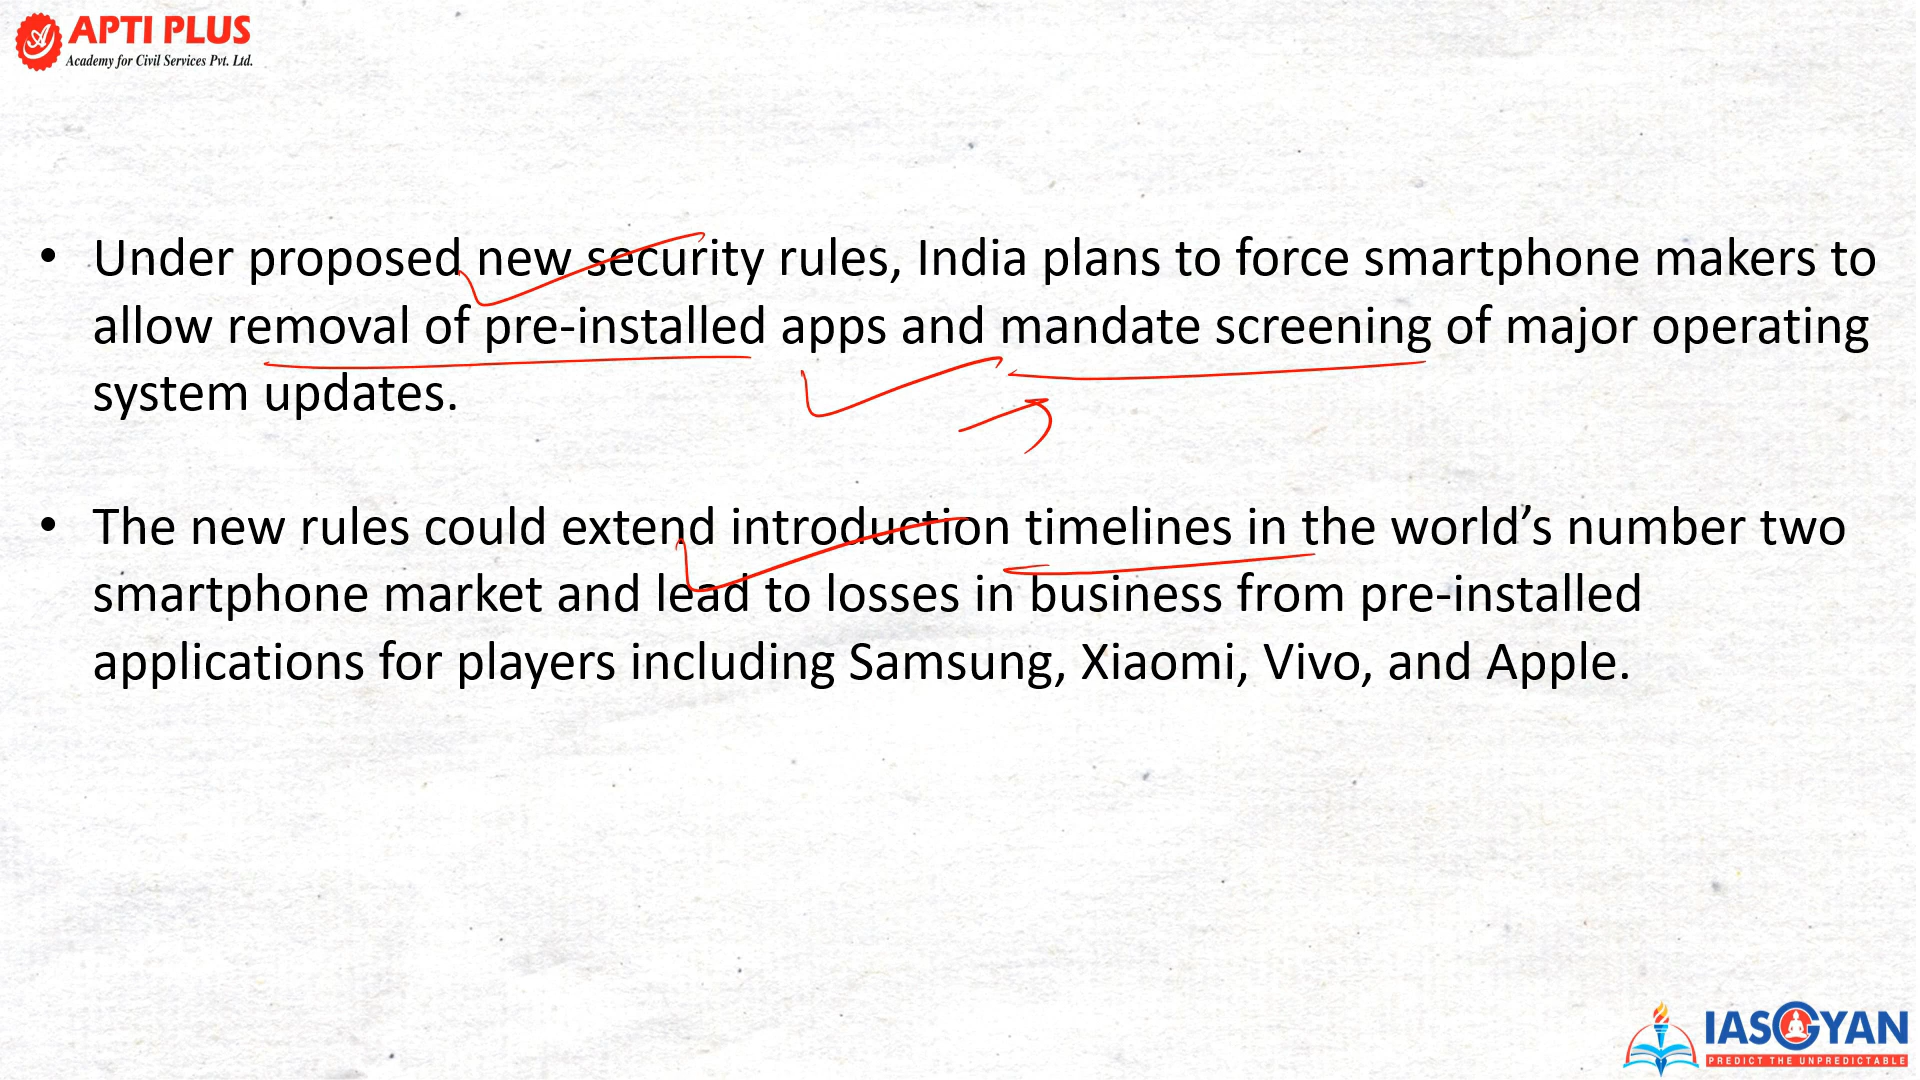 APTI PLUS
Academy for Civil Services Pvt. Ltd.
• Under proposed new security rules, India plans to force smartphone makers to
allow removal of pre-installed apps and mandate screening of major operating
system updates.
• The new rules could extend introduction timelines in the world’s number two
smartphone market and lead to losses in business from pre-installed
applications for players including Samsung, Xiaomi, Vivo, and Apple.
IASGYAN
PREDICT THE UNPREDICTABLE